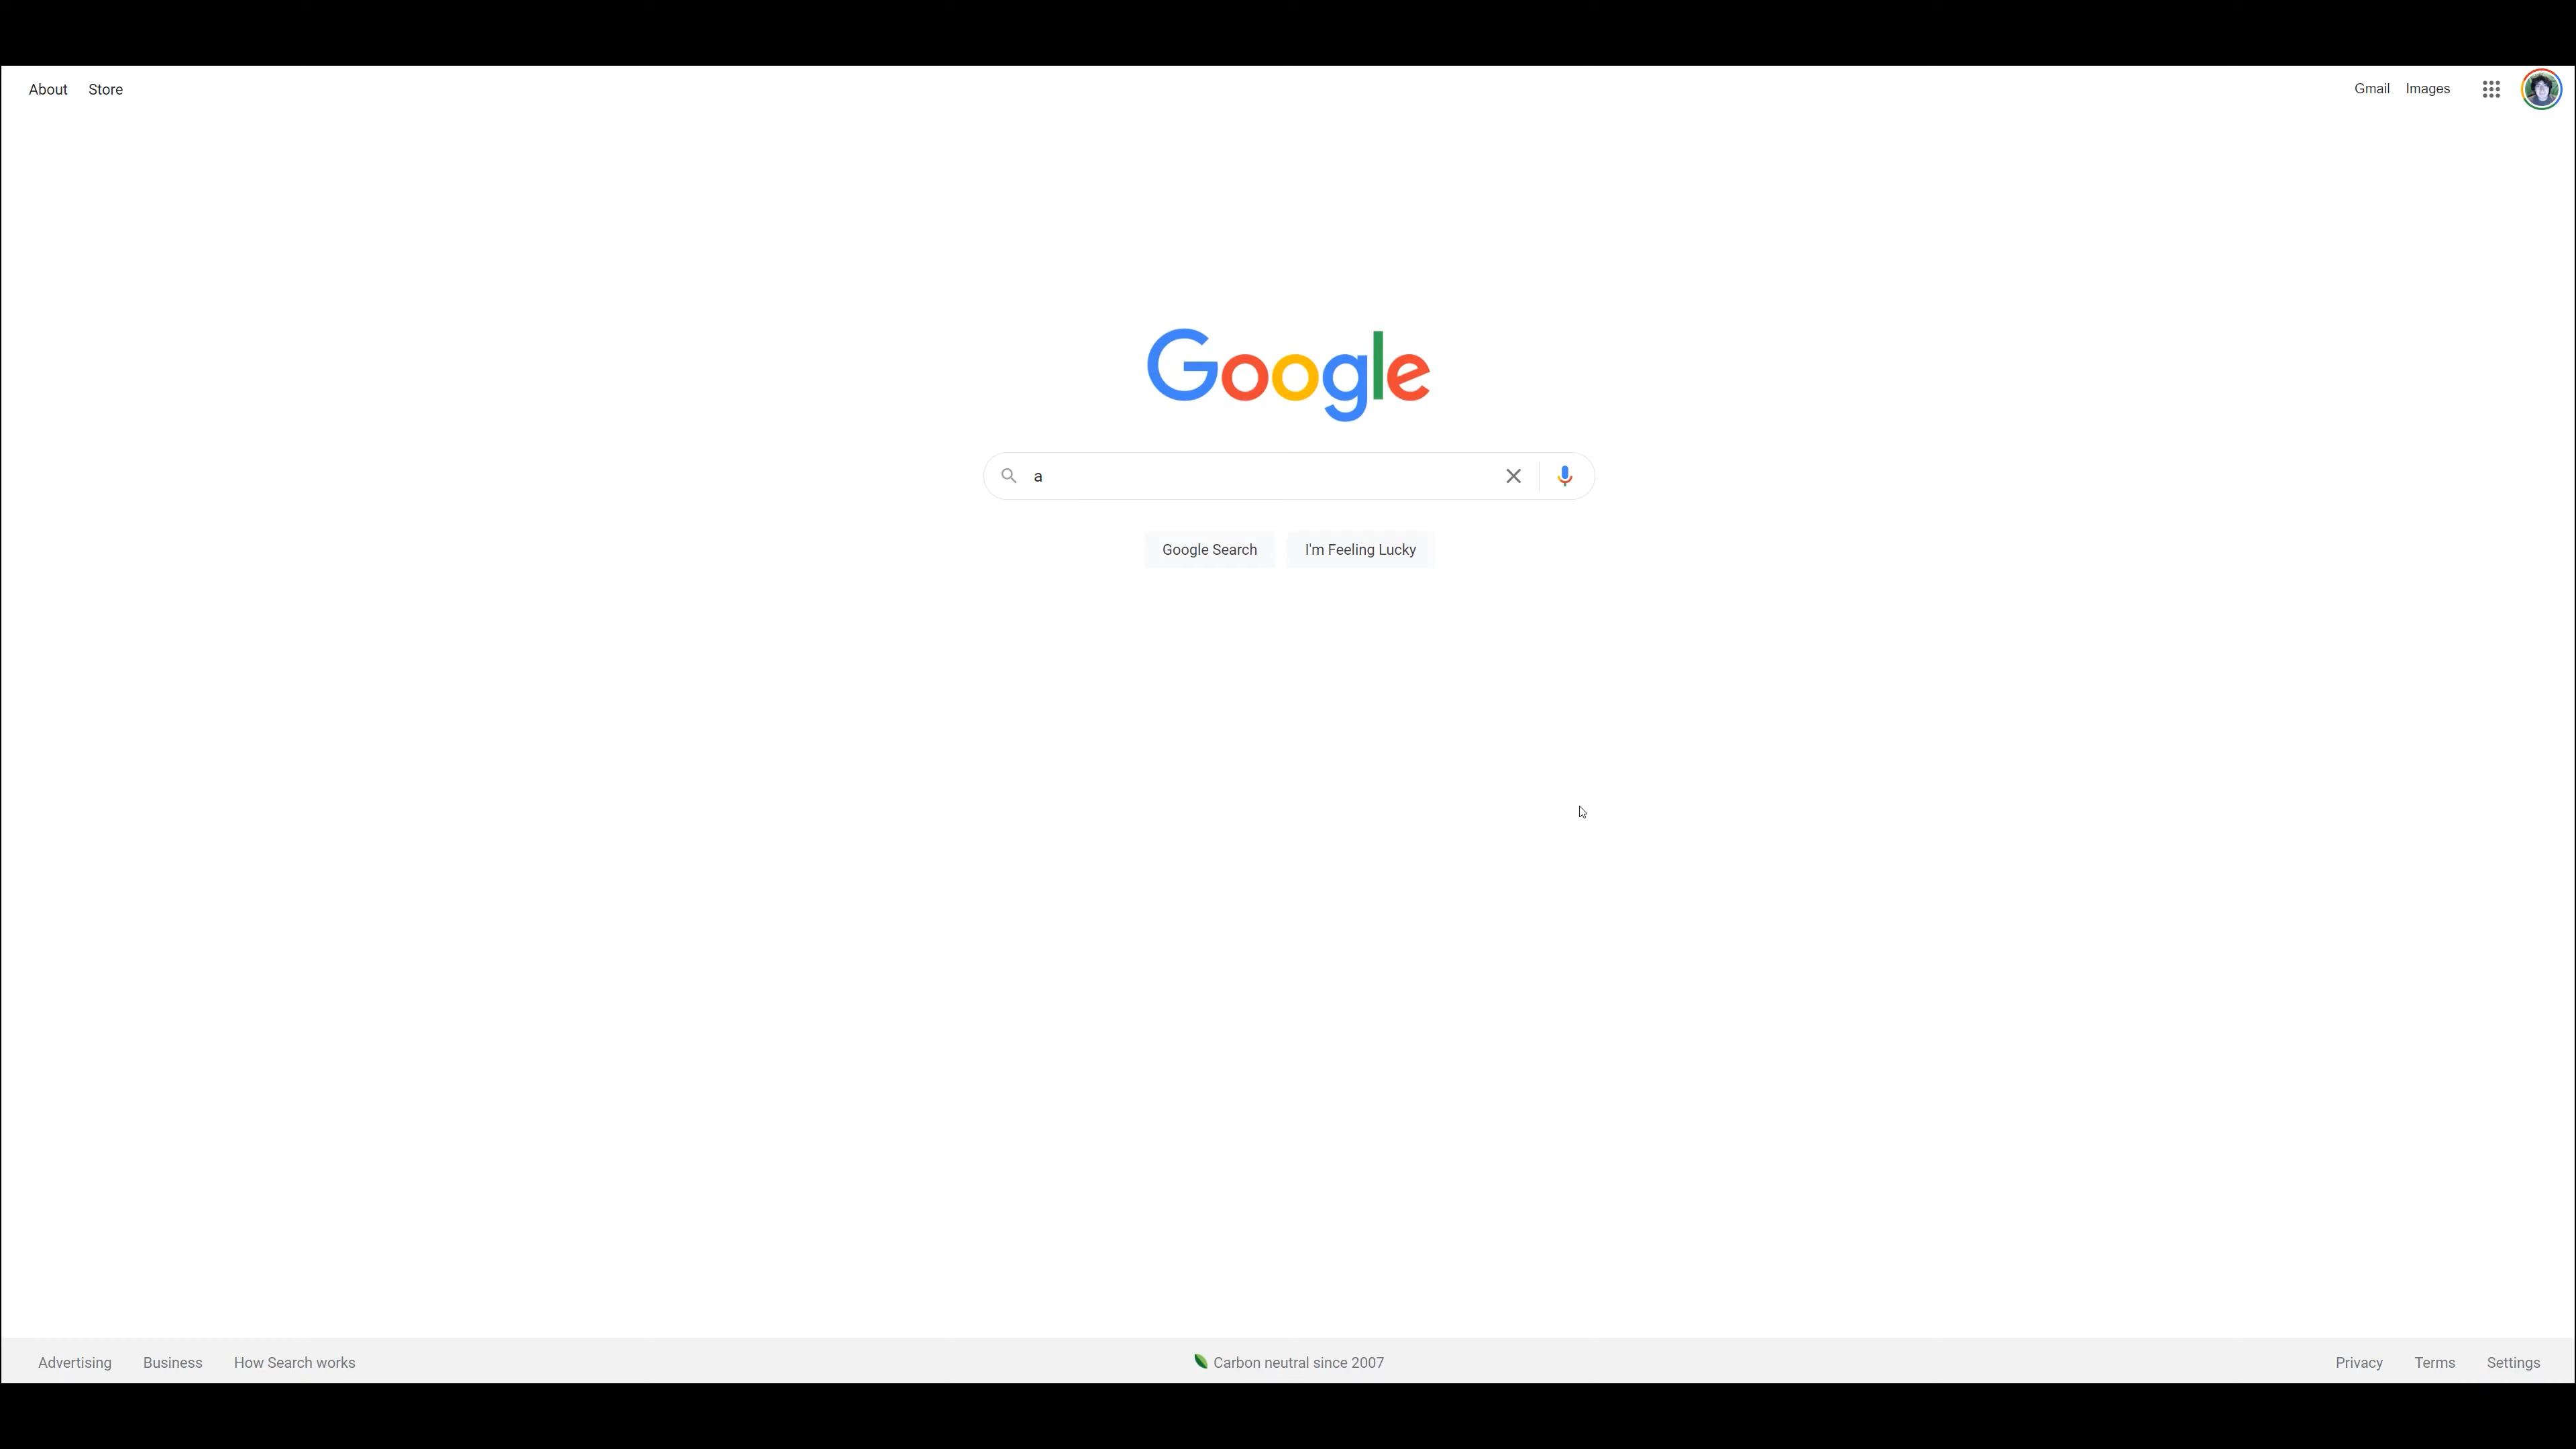 About Store
Gmail Images
Google
a
Google Search I'm Feeling Lucky
Advertising Business How Search works
Carbon neutral since 2007
Privacy Terms Settings